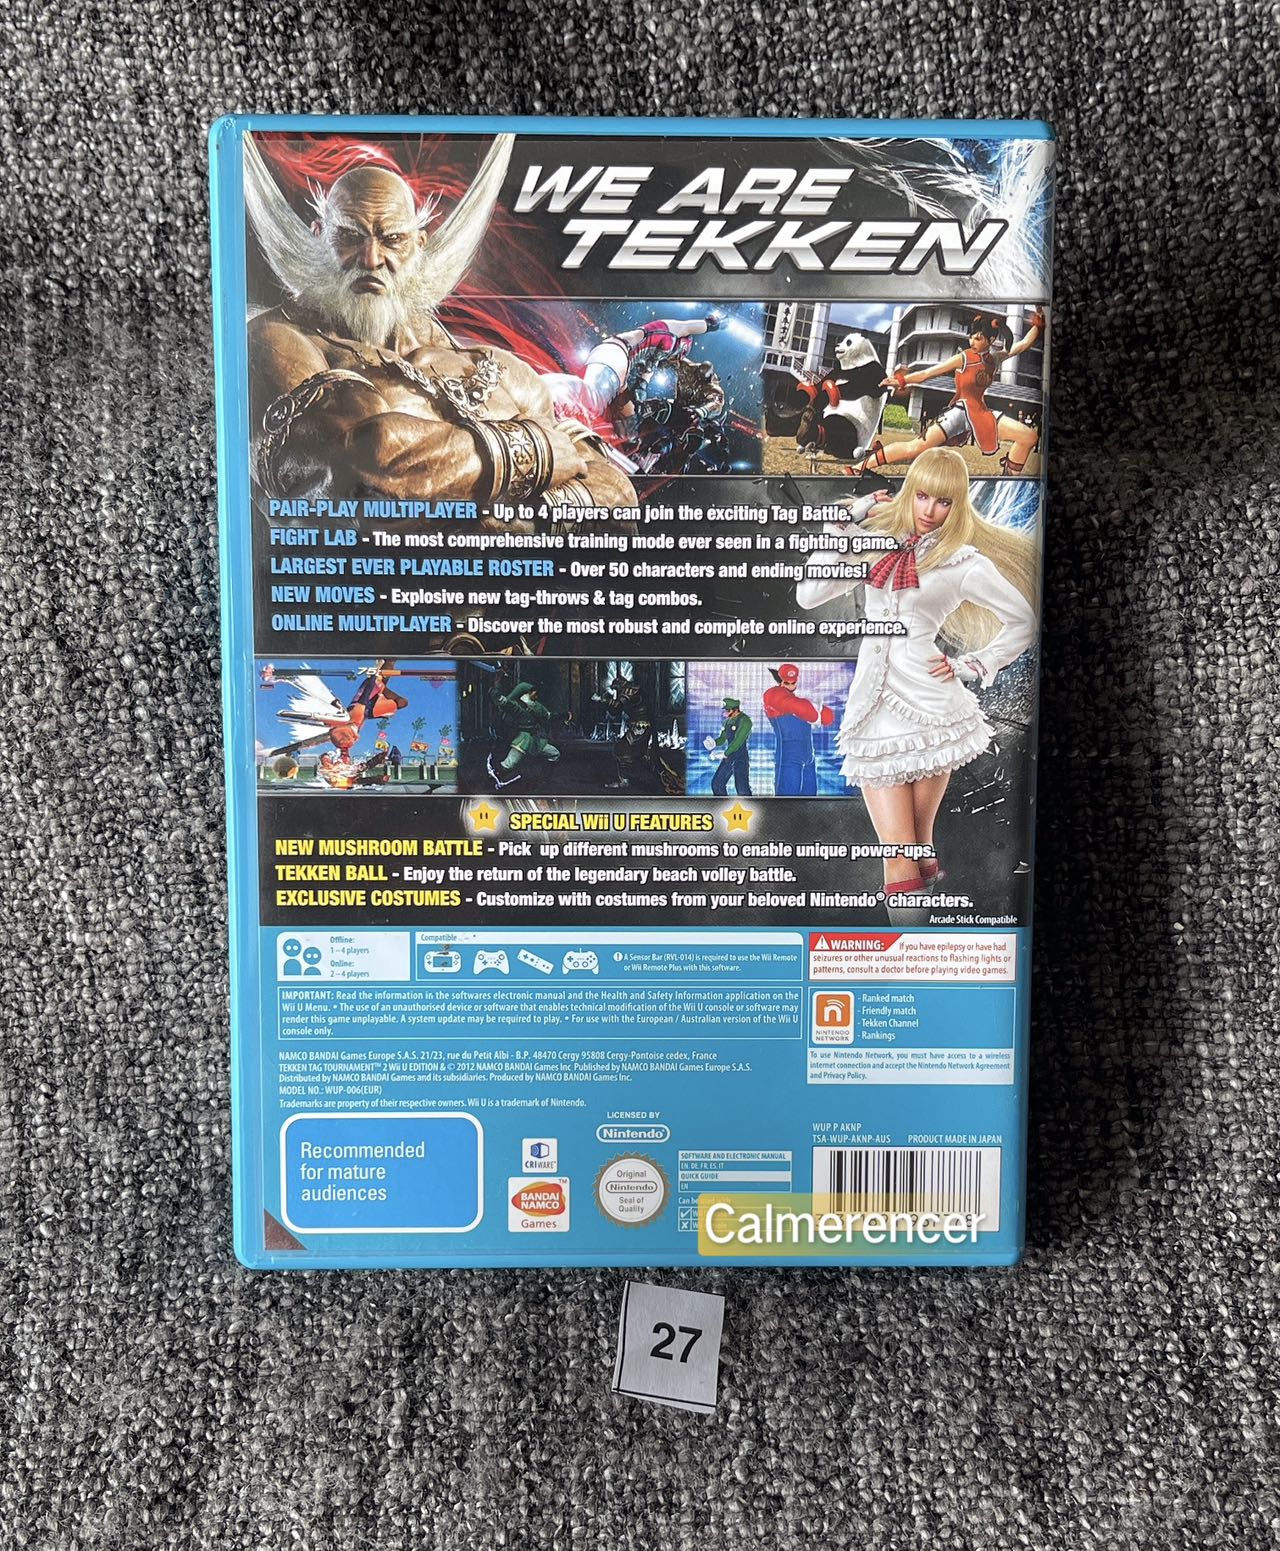 WE ARE
TEKKEN
PAIR-PLAY MULTIPLAYER - Up to 4 players can join the exciting Tag Battle.
FIGHT LAB - The most comprehensive training mode ever seen in a fighting game.
LARGEST EVER PLAYABLE ROSTER - Over 50 characters and ending movies!
NEW MOVES - Explosive new tag-throws & tag combos.
ONLINE MULTIPLAYER - Discover the most robust and complete online experience.
75
SPECIAL Wii U FEATURES
NEW MUSHROOM BATTLE - Pick up different mushrooms to enable unique power-ups.
TEKKEN BALL - Enjoy the return of the legendary beach volley battle.
EXCLUSIVE COSTUMES - Customize with costumes from your beloved Nintendo® characters.
Arcade Stick Compatible
Offline:
1 - 4 players
Online:
2 - 4 players
Compatible
A Sensor Bar (RVL-014) is required to use the Wii Remote
or Wii Remote Plus with this software.
WARNING: If you have epilepsy or have had
seizures or other unusual reactions to flashing lights or
patterns, consult a doctor before playing video games.
IMPORTANT: Read the information in the softwares electronic manual and the Health and Safety Information application on the
Wii U Menu. • The use of an unauthorised device or software that enables technical modification of the Wii U console or software may
render this game unplayable. A system update may be required to play. • For use with the European / Australian version of the Wii U
console only.
NINTENDO
NETWORK
- Ranked match
- Friendly match
- Tekken Channel
- Rankings
To use Nintendo Network, you must have access to a wireless
internet connection and accept the Nintendo Network Agreement
and Privacy Policy.
NAMCO BANDAI Games Europe S.A.S. 21/23, rue du Petit Albi - B.P. 48470 Cergy 95808 Cergy-Pontoise cedex, France
TEKKEN TAG TOURNAMENT™ 2 Wii U EDITION & © 2012 NAMCO BANDAI Games Inc Published by NAMCO BANDAI Games Europe S.A.S.
Distributed by NAMCO BANDAI Games and its subsidiaries. Produced by NAMCO BANDAI Games Inc.
MODEL NO.: WUP-006(EUR)
Trademarks are property of their respective owners. Wii U is a trademark of Nintendo.
Recommended
for mature
audiences
CRIWARE
BANDAI
NAMCO
Games
TM
LICENSED BY
Nintendo
Original
Nintendo
Seal of
Quality
SOFTWARE AND ELECTRONIC MANUAL
EN, DE, FR, ES, IT
QUICK GUIDE
EN
Can be used with:
WUP P AKNP
TSA-WUP-AKNP-AUS PRODUCT MADE IN JAPAN
Calmerencer
27